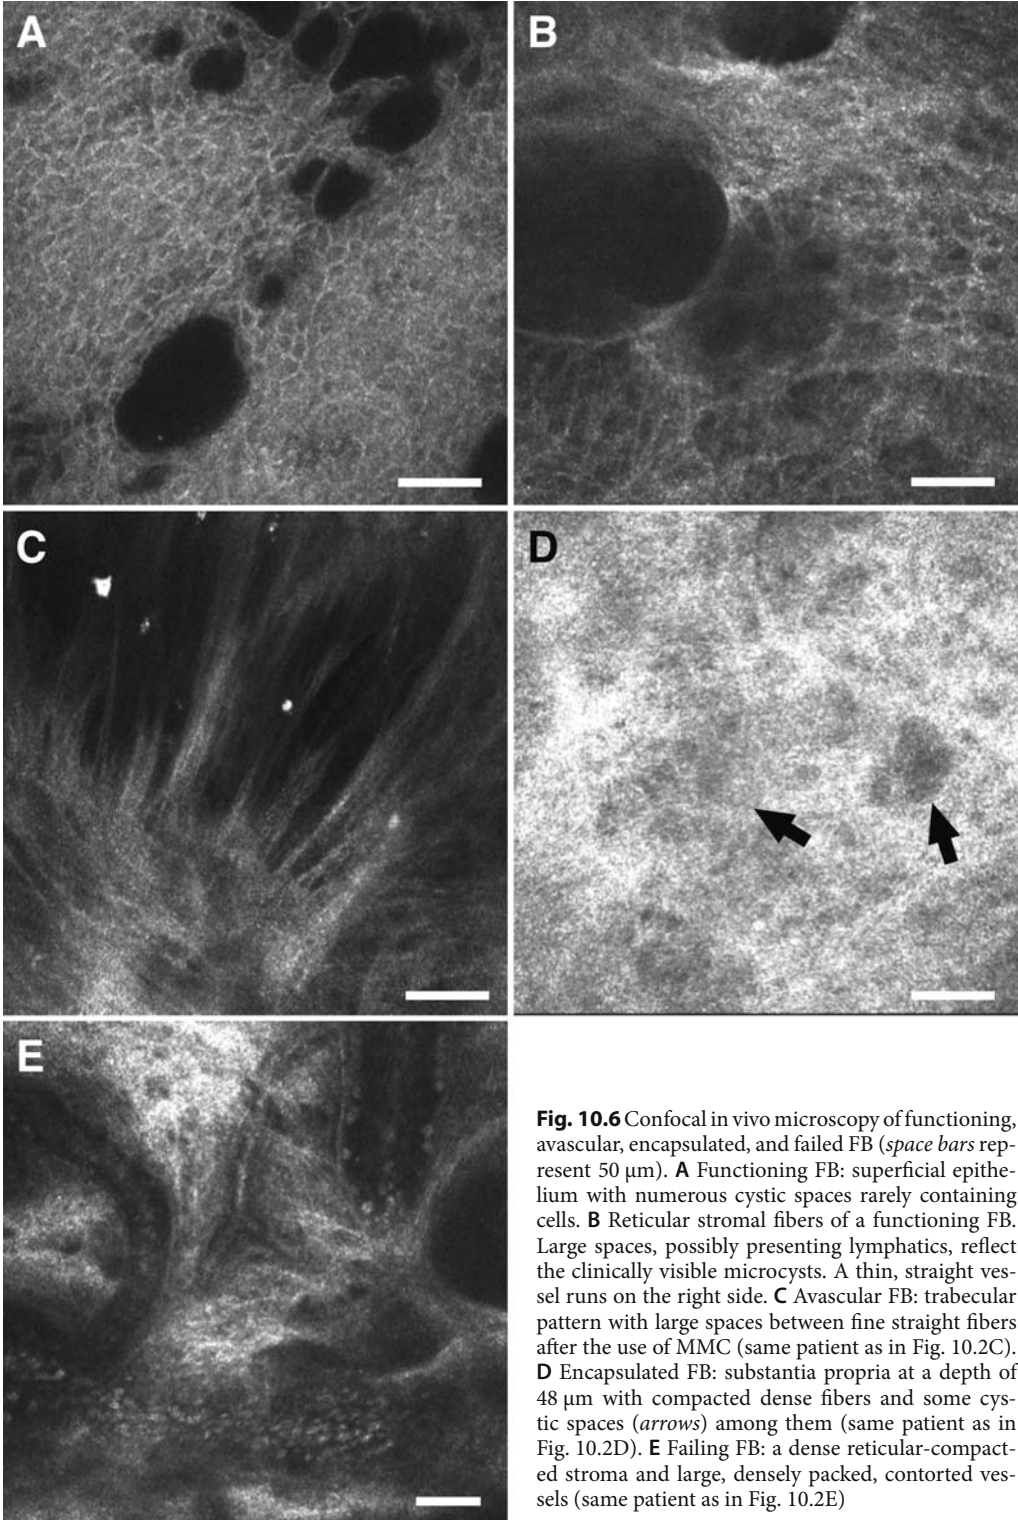 A
B
C
D
E
Fig. 10.6 Confocal in vivo microscopy of functioning,
avascular, encapsulated, and failed FB (space bars rep-
resent 50 µm). A Functioning FB: superficial epithe-
lium with numerous cystic spaces rarely containing
cells. B Reticular stromal fibers of a functioning FB.
Large spaces, possibly presenting lymphatics, reflect
the clinically visible microcysts. A thin, straight ves-
sel runs on the right side. C Avascular FB: trabecular
pattern with large spaces between fine straight fibers
after the use of MMC (same patient as in Fig. 10.2C).
D Encapsulated FB: substantia propria at a depth of
48 µm with compacted dense fibers and some cys-
tic spaces (arrows) among them (same patient as in
Fig. 10.2D). E Failing FB: a dense reticular-compact-
ed stroma and large, densely packed, contorted ves-
sels (same patient as in Fig. 10.2E)